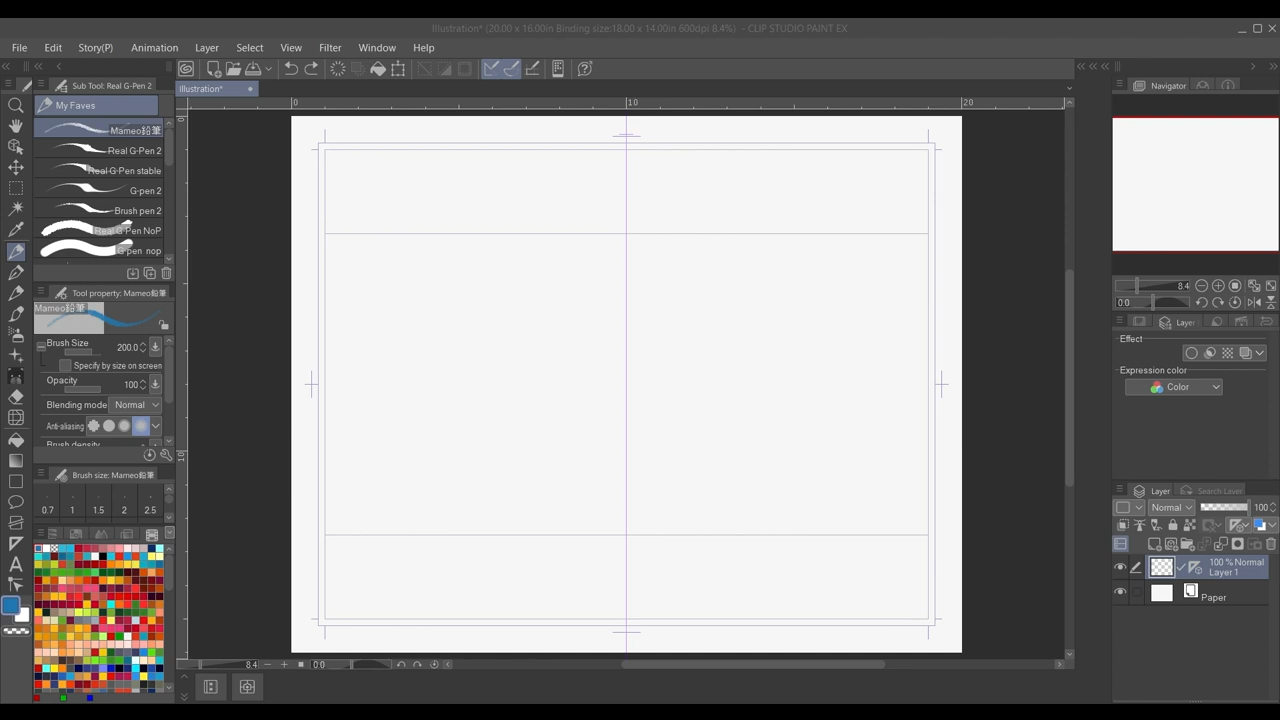 Illustration* (20.00 x 16.00in Binding size:18.00 x 14.00in 600dpi 8.4%) - CLIP STUDIO PAINT EX
File Edit Story(P) Animation Layer Select View Filter Window Help
Sub Tool: Real G-Pen 2
My Faves
Mameo鉛筆
Real G-Pen 2
Real G-Pen stable
G-pen 2
Brush pen 2
Real G Pen NoP
G-pen nop
Tool property: Mameo鉛筆
Mameo鉛筆
Brush Size 200.0
Specify by size on screen
Opacity 100
Blending mode Normal
Anti-aliasing
Brush density
Brush size: Mameo鉛筆
0.7 1 1.5 2 2.5
Illustration*
0 10 20
0
10
8.4 0.0
Navigator
8.4
0.0
Layer
Effect
Expression color
Color
Layer Search Layer
Normal 100
100 % Normal
Layer 1
Paper